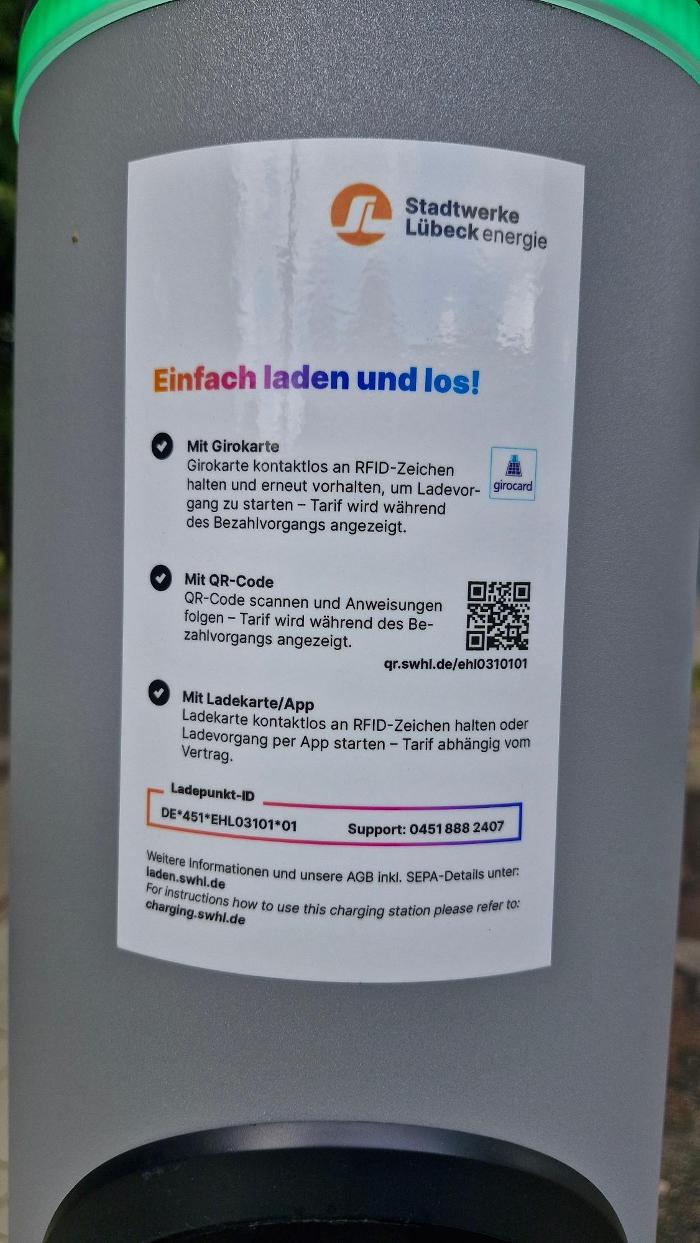 Stadtwerke
Lübeck energie
Einfach laden und los!
Mit Girokarte
Girokarte kontaktlos an RFID-Zeichen
halten und erneut vorhalten, um Ladevor-
gang zu starten – Tarif wird während
des Bezahlvorgangs angezeigt.
girocard
Mit QR-Code
QR-Code scannen und Anweisungen
folgen – Tarif wird während des Be-
zahlvorgangs angezeigt.
qr.swhl.de/ehl0310101
Mit Ladekarte/App
Ladekarte kontaktlos an RFID-Zeichen halten oder
Ladevorgang per App starten – Tarif abhängig vom
Vertrag.
Ladepunkt-ID
DE*451*EHL03101*01 Support: 0451 888 2407
Weitere Informationen und unsere AGB inkl. SEPA-Details unter:
laden.swhl.de
For instructions how to use this charging station please refer to:
charging.swhl.de